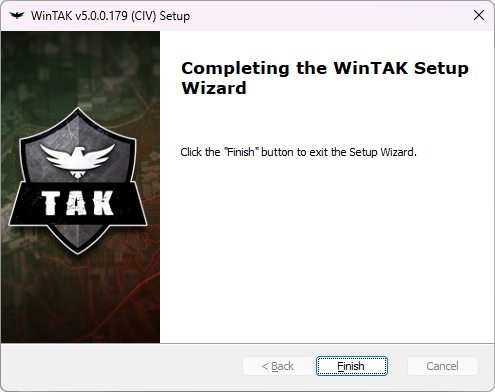 WinTAK v5.0.0.179 (CIV) Setup
Completing the WinTAK Setup
Wizard
Click the "Finish" button to exit the Setup Wizard.
TAK
< Back
Finish
Cancel